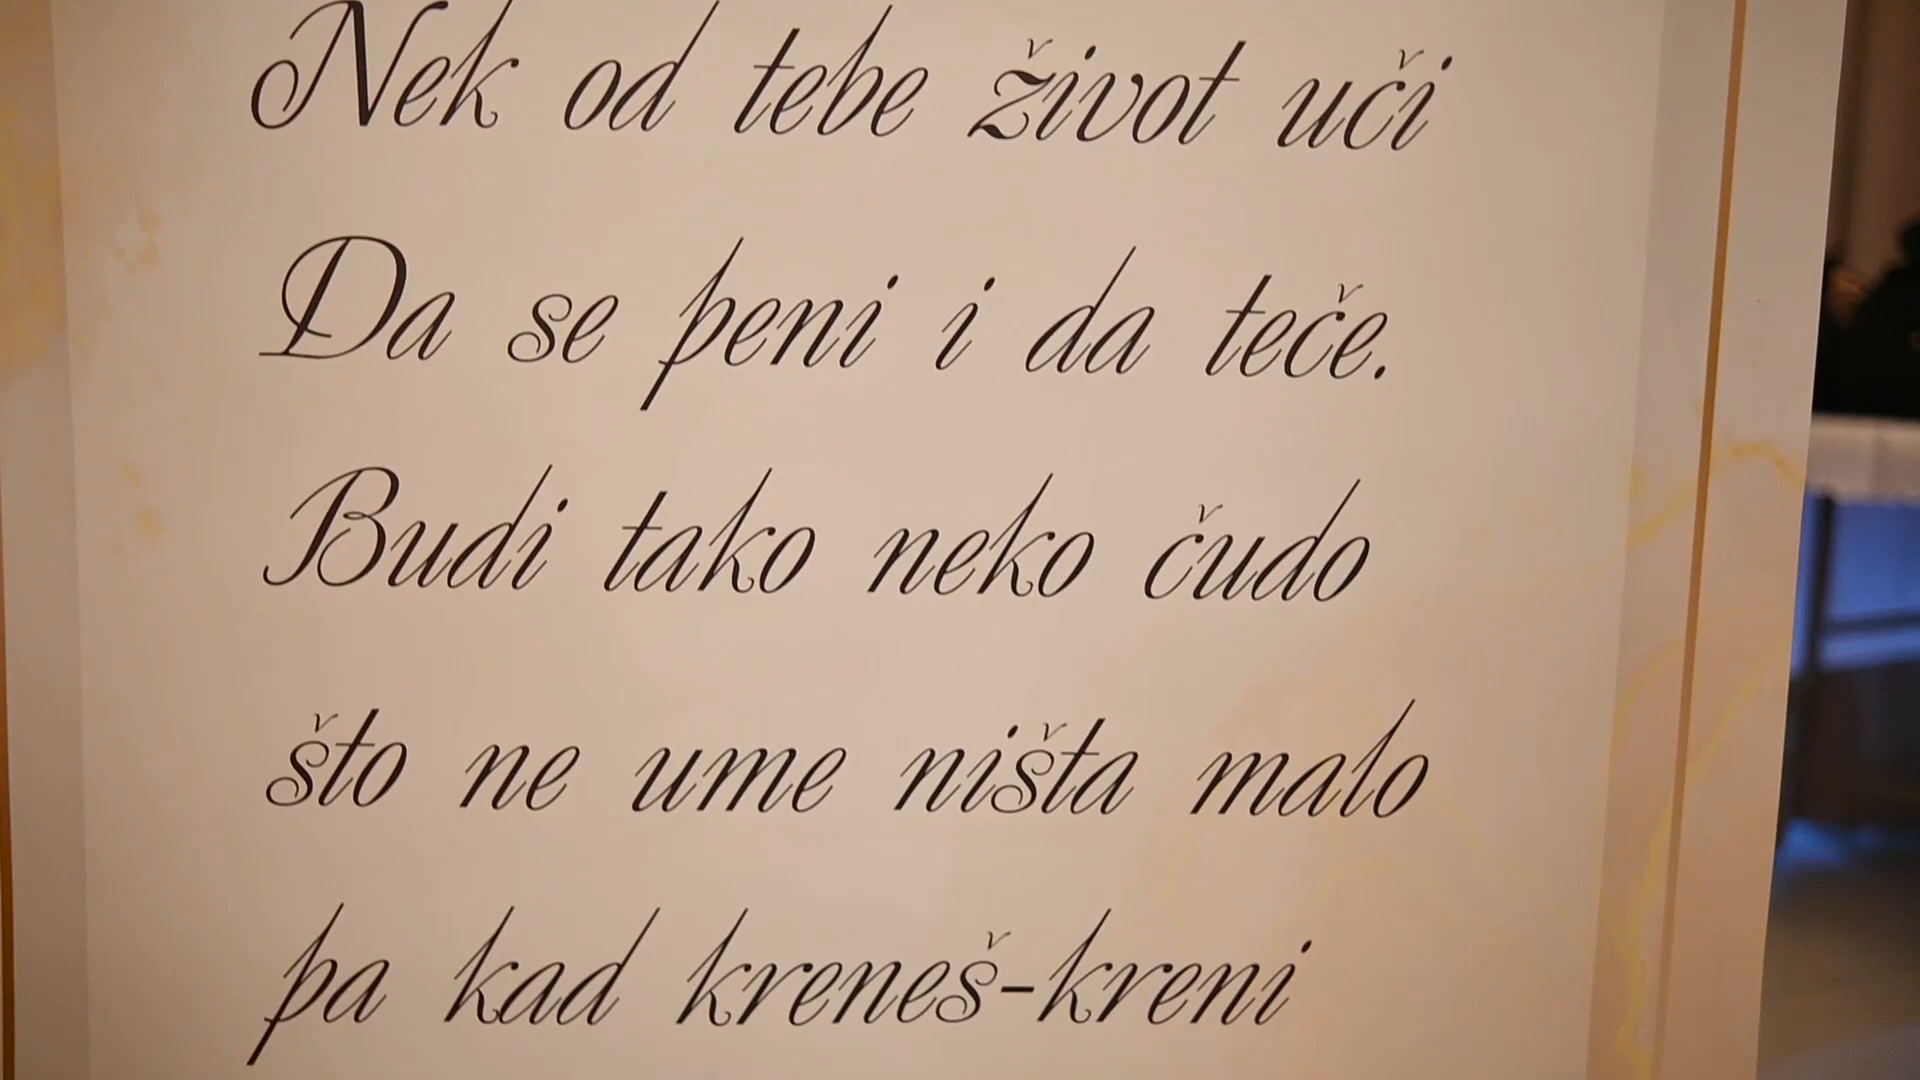 Nek od tebe život uči
Da se peni i da teče.
Budi tako neko čudo
što ne ume ništa malo
pa kad kreneš-kreni